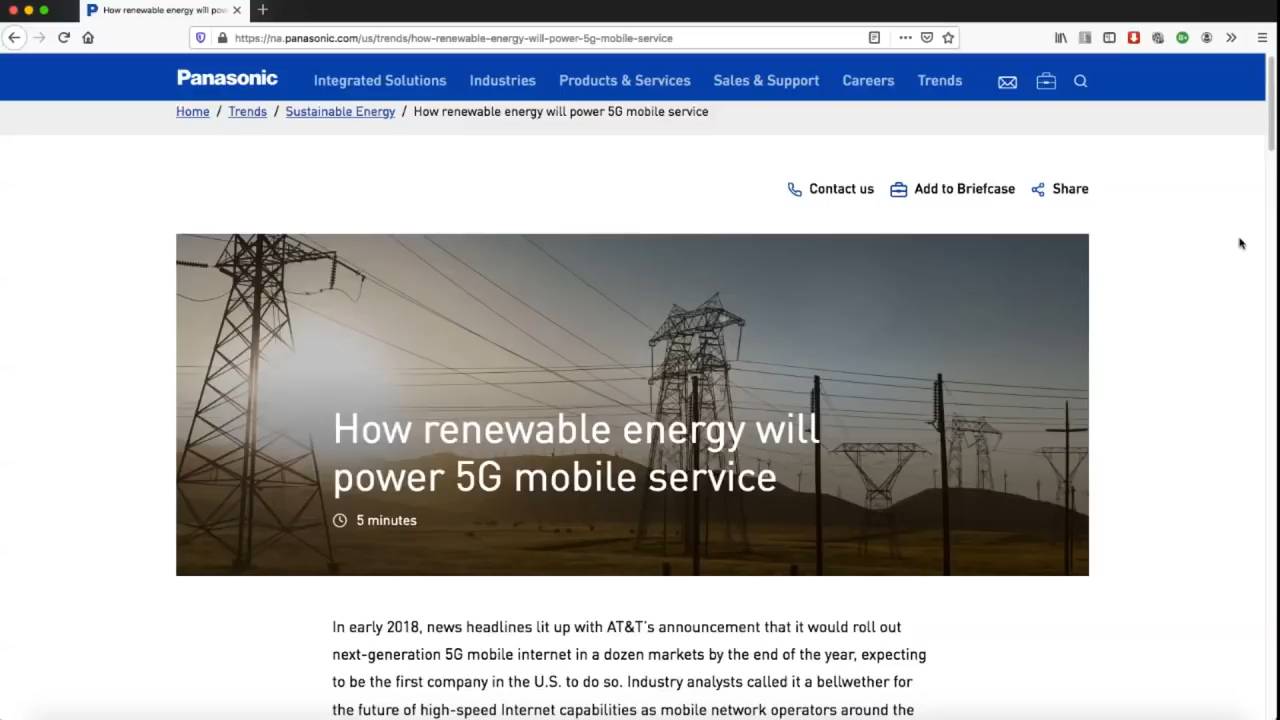 How renewable energy will pow
https://na.panasonic.com/us/trends/how-renewable-energy-will-power-5g-mobile-service
Panasonic Integrated Solutions Industries Products & Services Sales & Support Careers Trends
Home / Trends / Sustainable Energy / How renewable energy will power 5G mobile service
Contact us Add to Briefcase Share
How renewable energy will
power 5G mobile service
5 minutes
In early 2018, news headlines lit up with AT&T's announcement that it would roll out
next-generation 5G mobile internet in a dozen markets by the end of the year, expecting
to be the first company in the U.S. to do so. Industry analysts called it a bellwether for
the future of high-speed Internet capabilities as mobile network operators around the